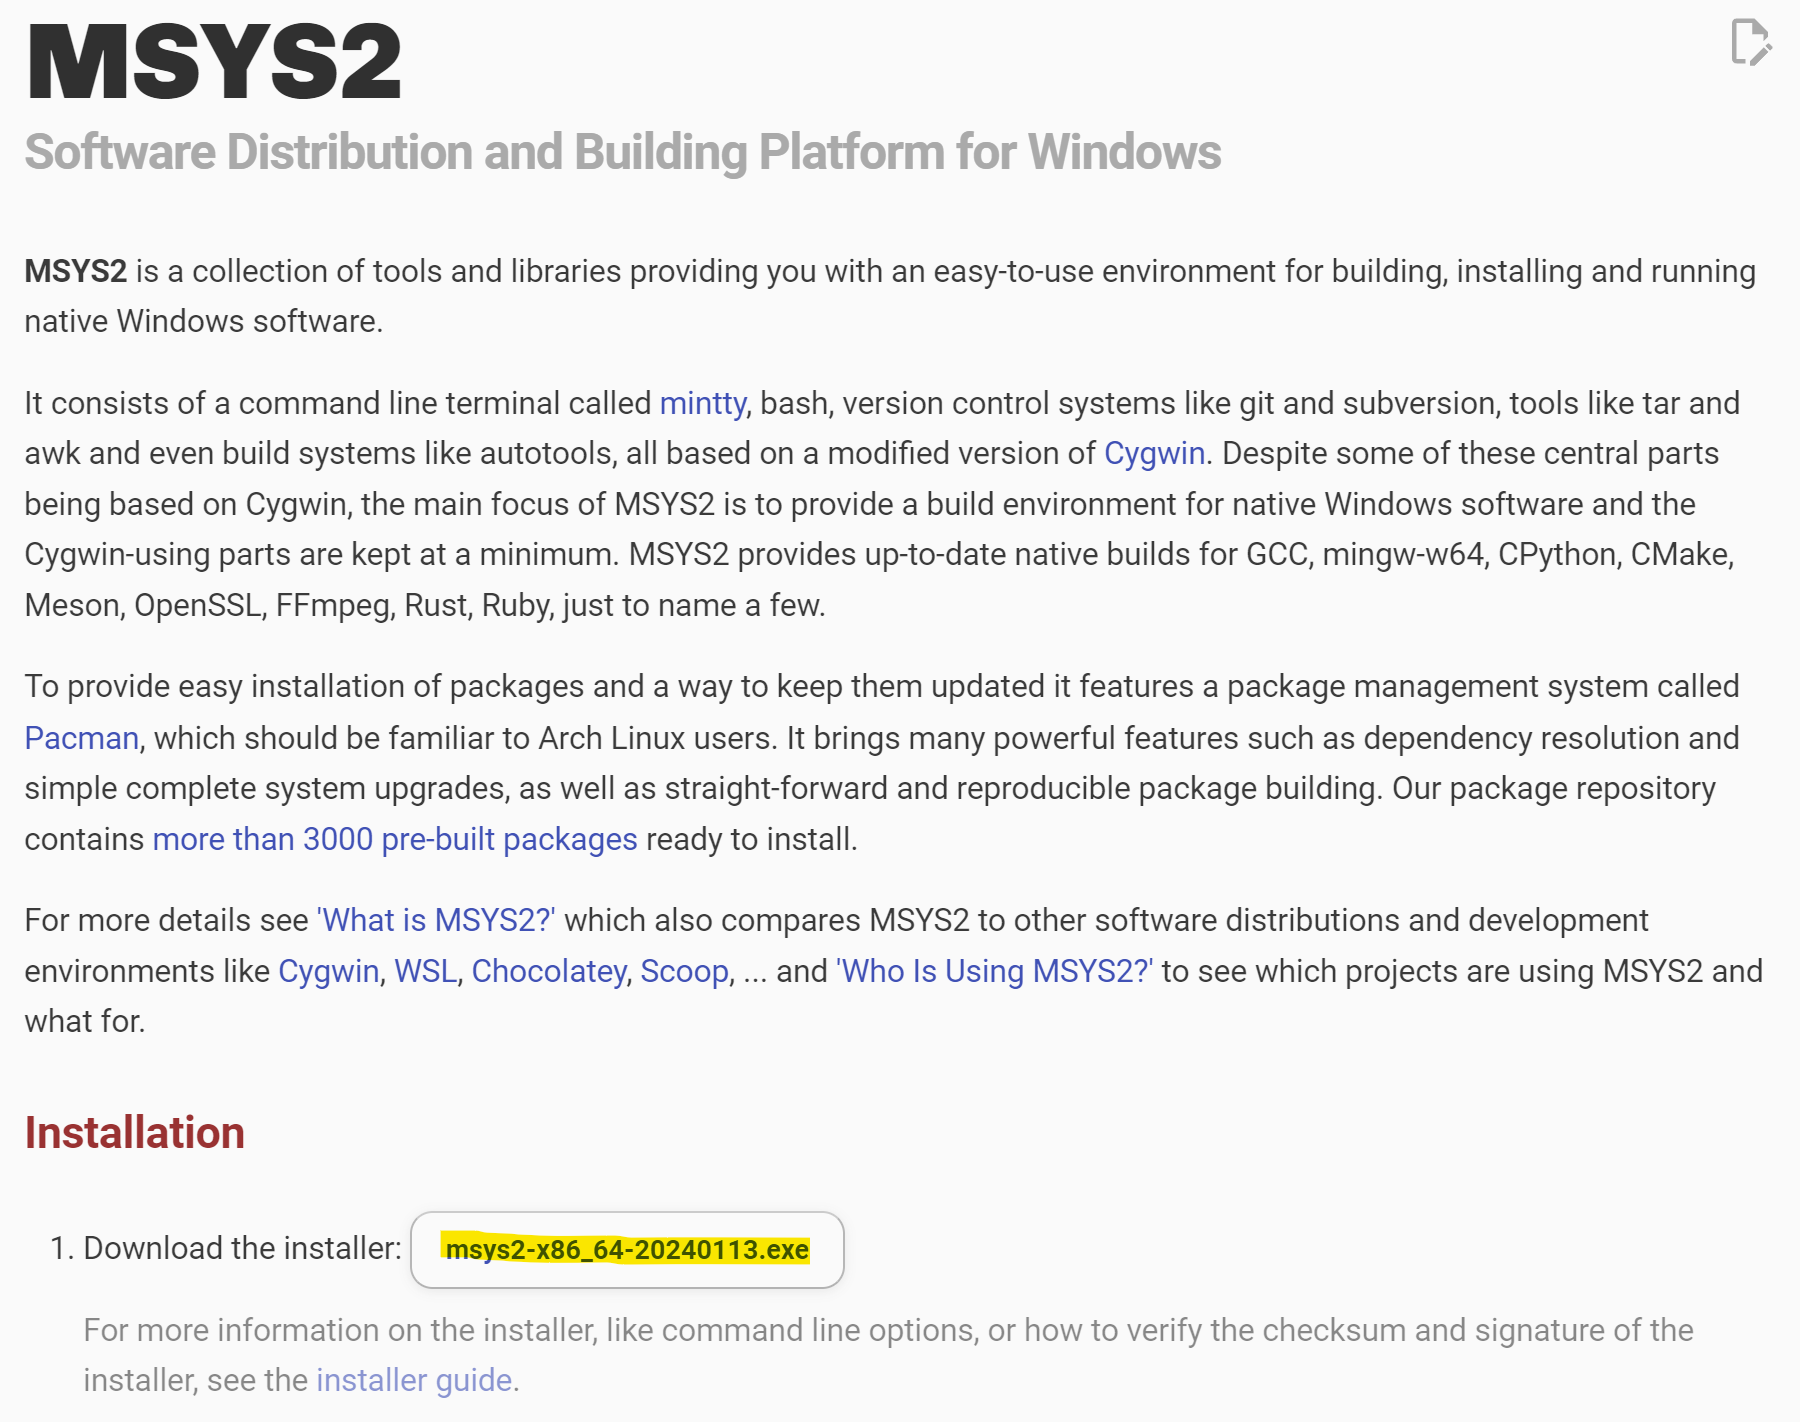 MSYS2
Software Distribution and Building Platform for Windows
MSYS2 is a collection of tools and libraries providing you with an easy-to-use environment for building, installing and running
native Windows software.
It consists of a command line terminal called mintty, bash, version control systems like git and subversion, tools like tar and
awk and even build systems like autotools, all based on a modified version of Cygwin. Despite some of these central parts
being based on Cygwin, the main focus of MSYS2 is to provide a build environment for native Windows software and the
Cygwin-using parts are kept at a minimum. MSYS2 provides up-to-date native builds for GCC, mingw-w64, CPython, CMake,
Meson, OpenSSL, FFmpeg, Rust, Ruby, just to name a few.
To provide easy installation of packages and a way to keep them updated it features a package management system called
Pacman, which should be familiar to Arch Linux users. It brings many powerful features such as dependency resolution and
simple complete system upgrades, as well as straight-forward and reproducible package building. Our package repository
contains more than 3000 pre-built packages ready to install.
For more details see 'What is MSYS2?' which also compares MSYS2 to other software distributions and development
environments like Cygwin, WSL, Chocolatey, Scoop, ... and 'Who Is Using MSYS2?' to see which projects are using MSYS2 and
what for.
Installation
1. Download the installer: msys2-x86_64-20240113.exe
For more information on the installer, like command line options, or how to verify the checksum and signature of the
installer, see the installer guide.